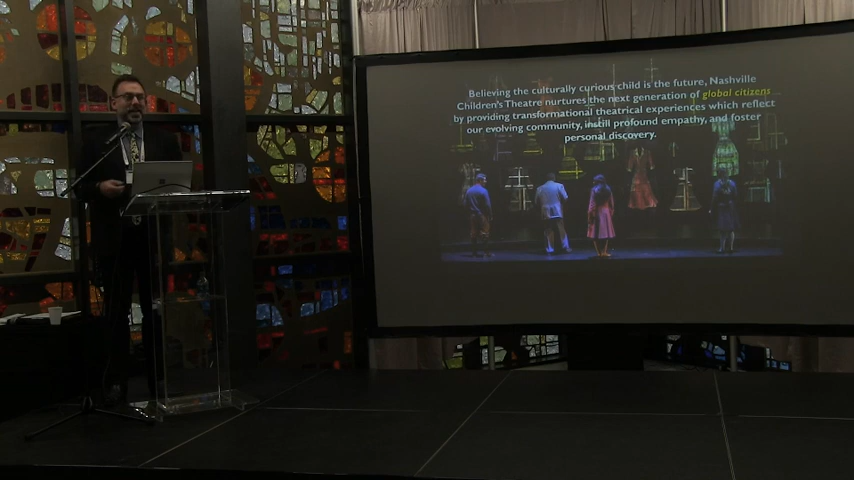 Believing the culturally curious child is the future, Nashville
Children's Theatre nurtures the next generation of global citizens
by providing transformational theatrical experiences which reflect
our evolving community, instill profound empathy, and foster
personal discovery.